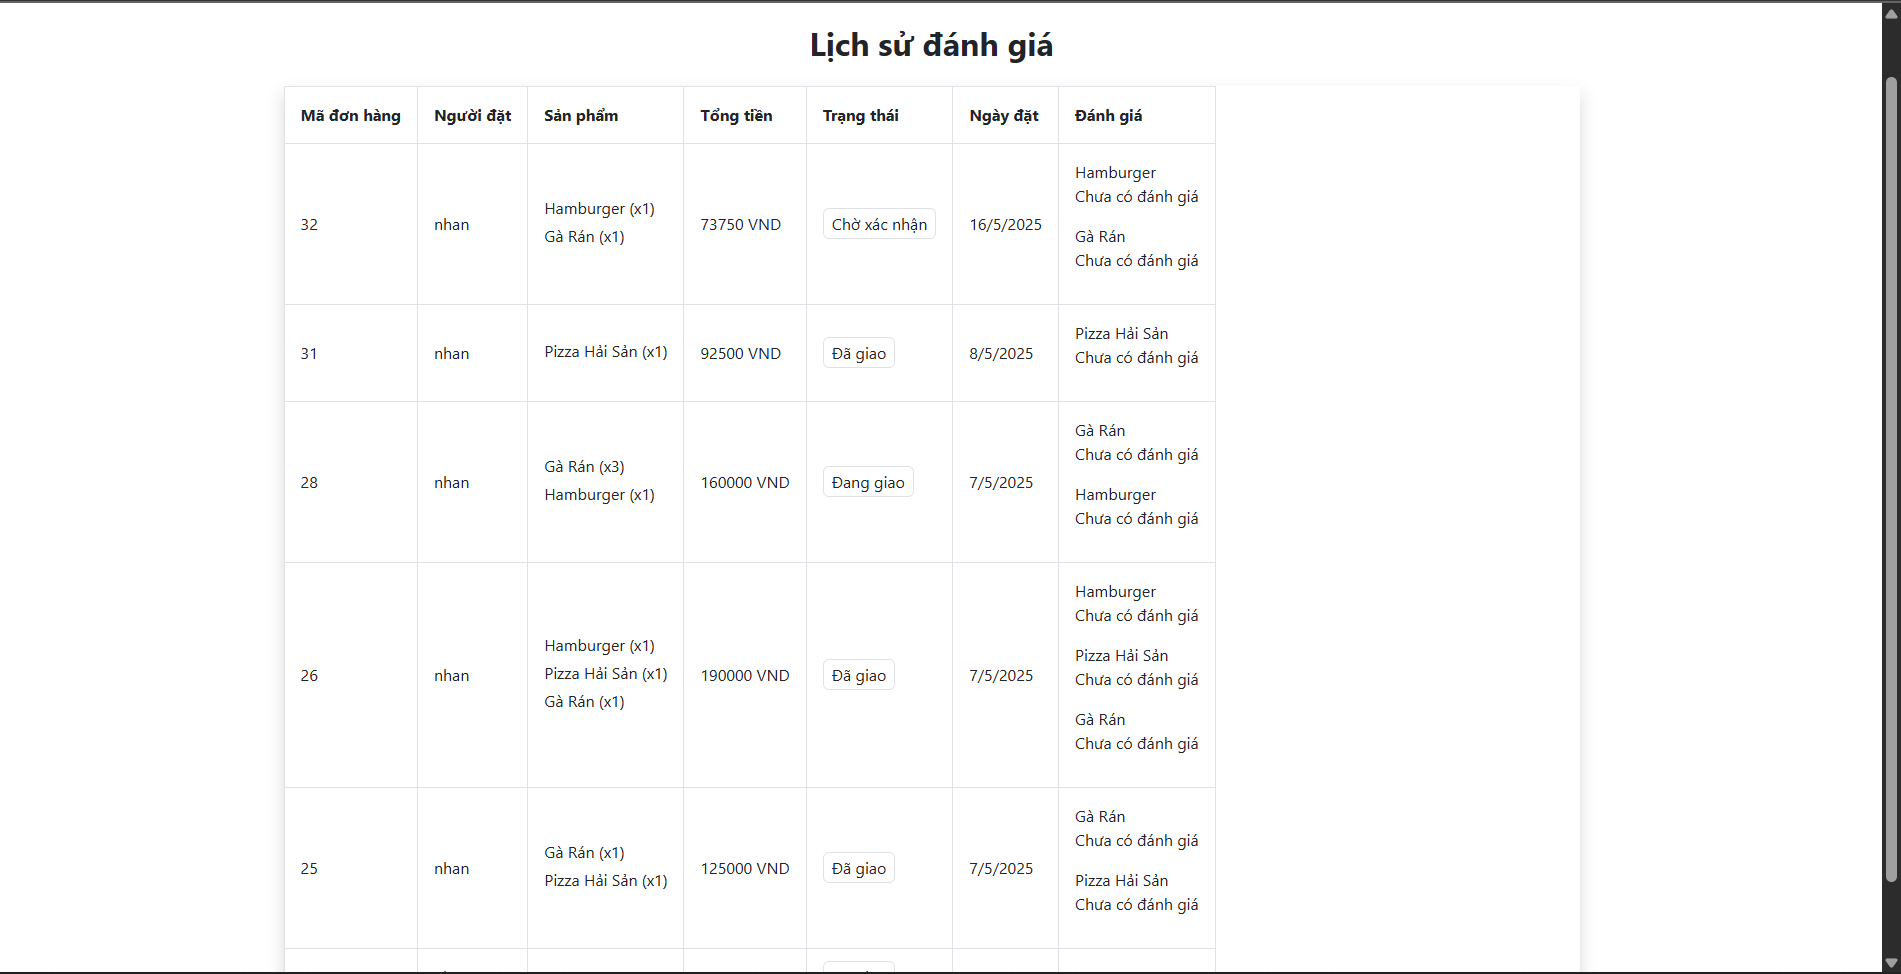 Lịch sử đánh giá
Mã đơn hàng Người đặt Sản phẩm Tổng tiền Trạng thái Ngày đặt Đánh giá
32 nhan Hamburger (x1) 73750 VND Chờ xác nhận 16/5/2025 Hamburger
Gà Rán (x1) Chưa có đánh giá
Gà Rán
Chưa có đánh giá
31 nhan Pizza Hải Sản (x1) 92500 VND Đã giao 8/5/2025 Pizza Hải Sản
Chưa có đánh giá
28 nhan Gà Rán (x3) 160000 VND Đang giao 7/5/2025 Gà Rán
Hamburger (x1) Chưa có đánh giá
Hamburger
Chưa có đánh giá
26 nhan Hamburger (x1) 190000 VND Đã giao 7/5/2025 Hamburger
Pizza Hải Sản (x1) Chưa có đánh giá
Gà Rán (x1) Pizza Hải Sản
Chưa có đánh giá
Gà Rán
Chưa có đánh giá
25 nhan Gà Rán (x1) 125000 VND Đã giao 7/5/2025 Gà Rán
Pizza Hải Sản (x1) Chưa có đánh giá
Pizza Hải Sản
Chưa có đánh giá